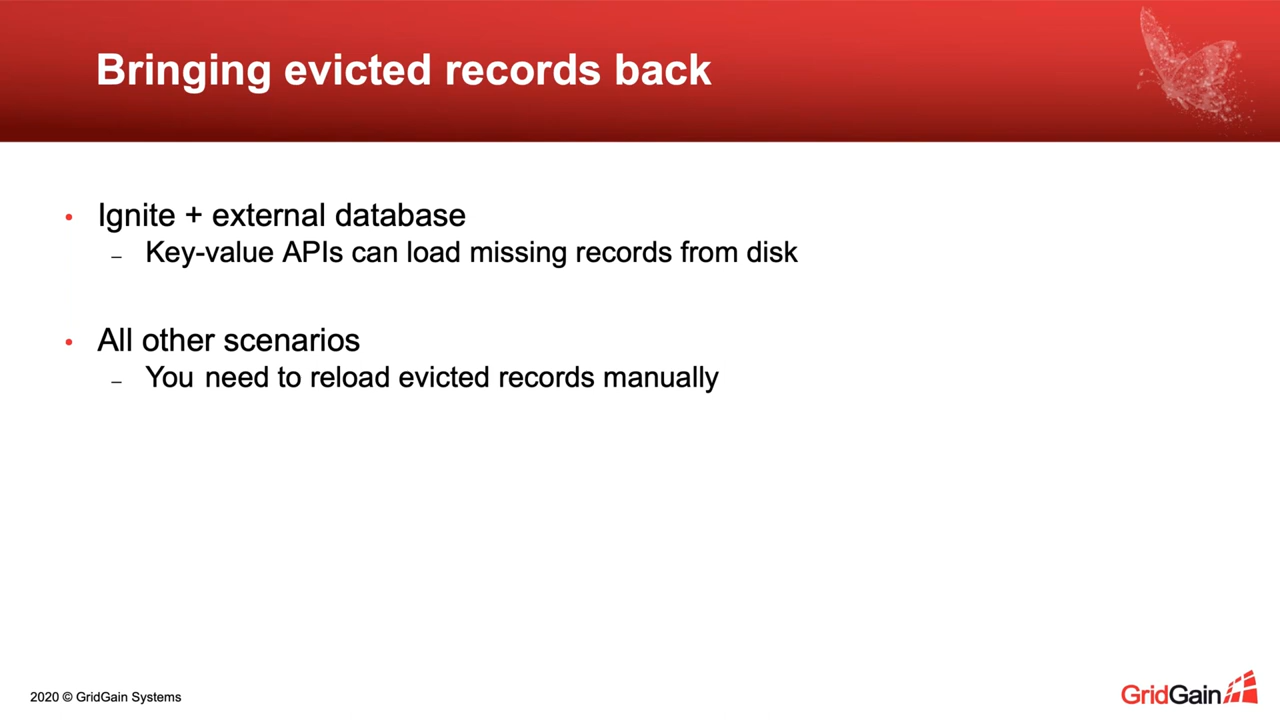 Bringing evicted records back
• Ignite + external database
– Key-value APIs can load missing records from disk
• All other scenarios
– You need to reload evicted records manually
2020 © GridGain Systems
GridGain